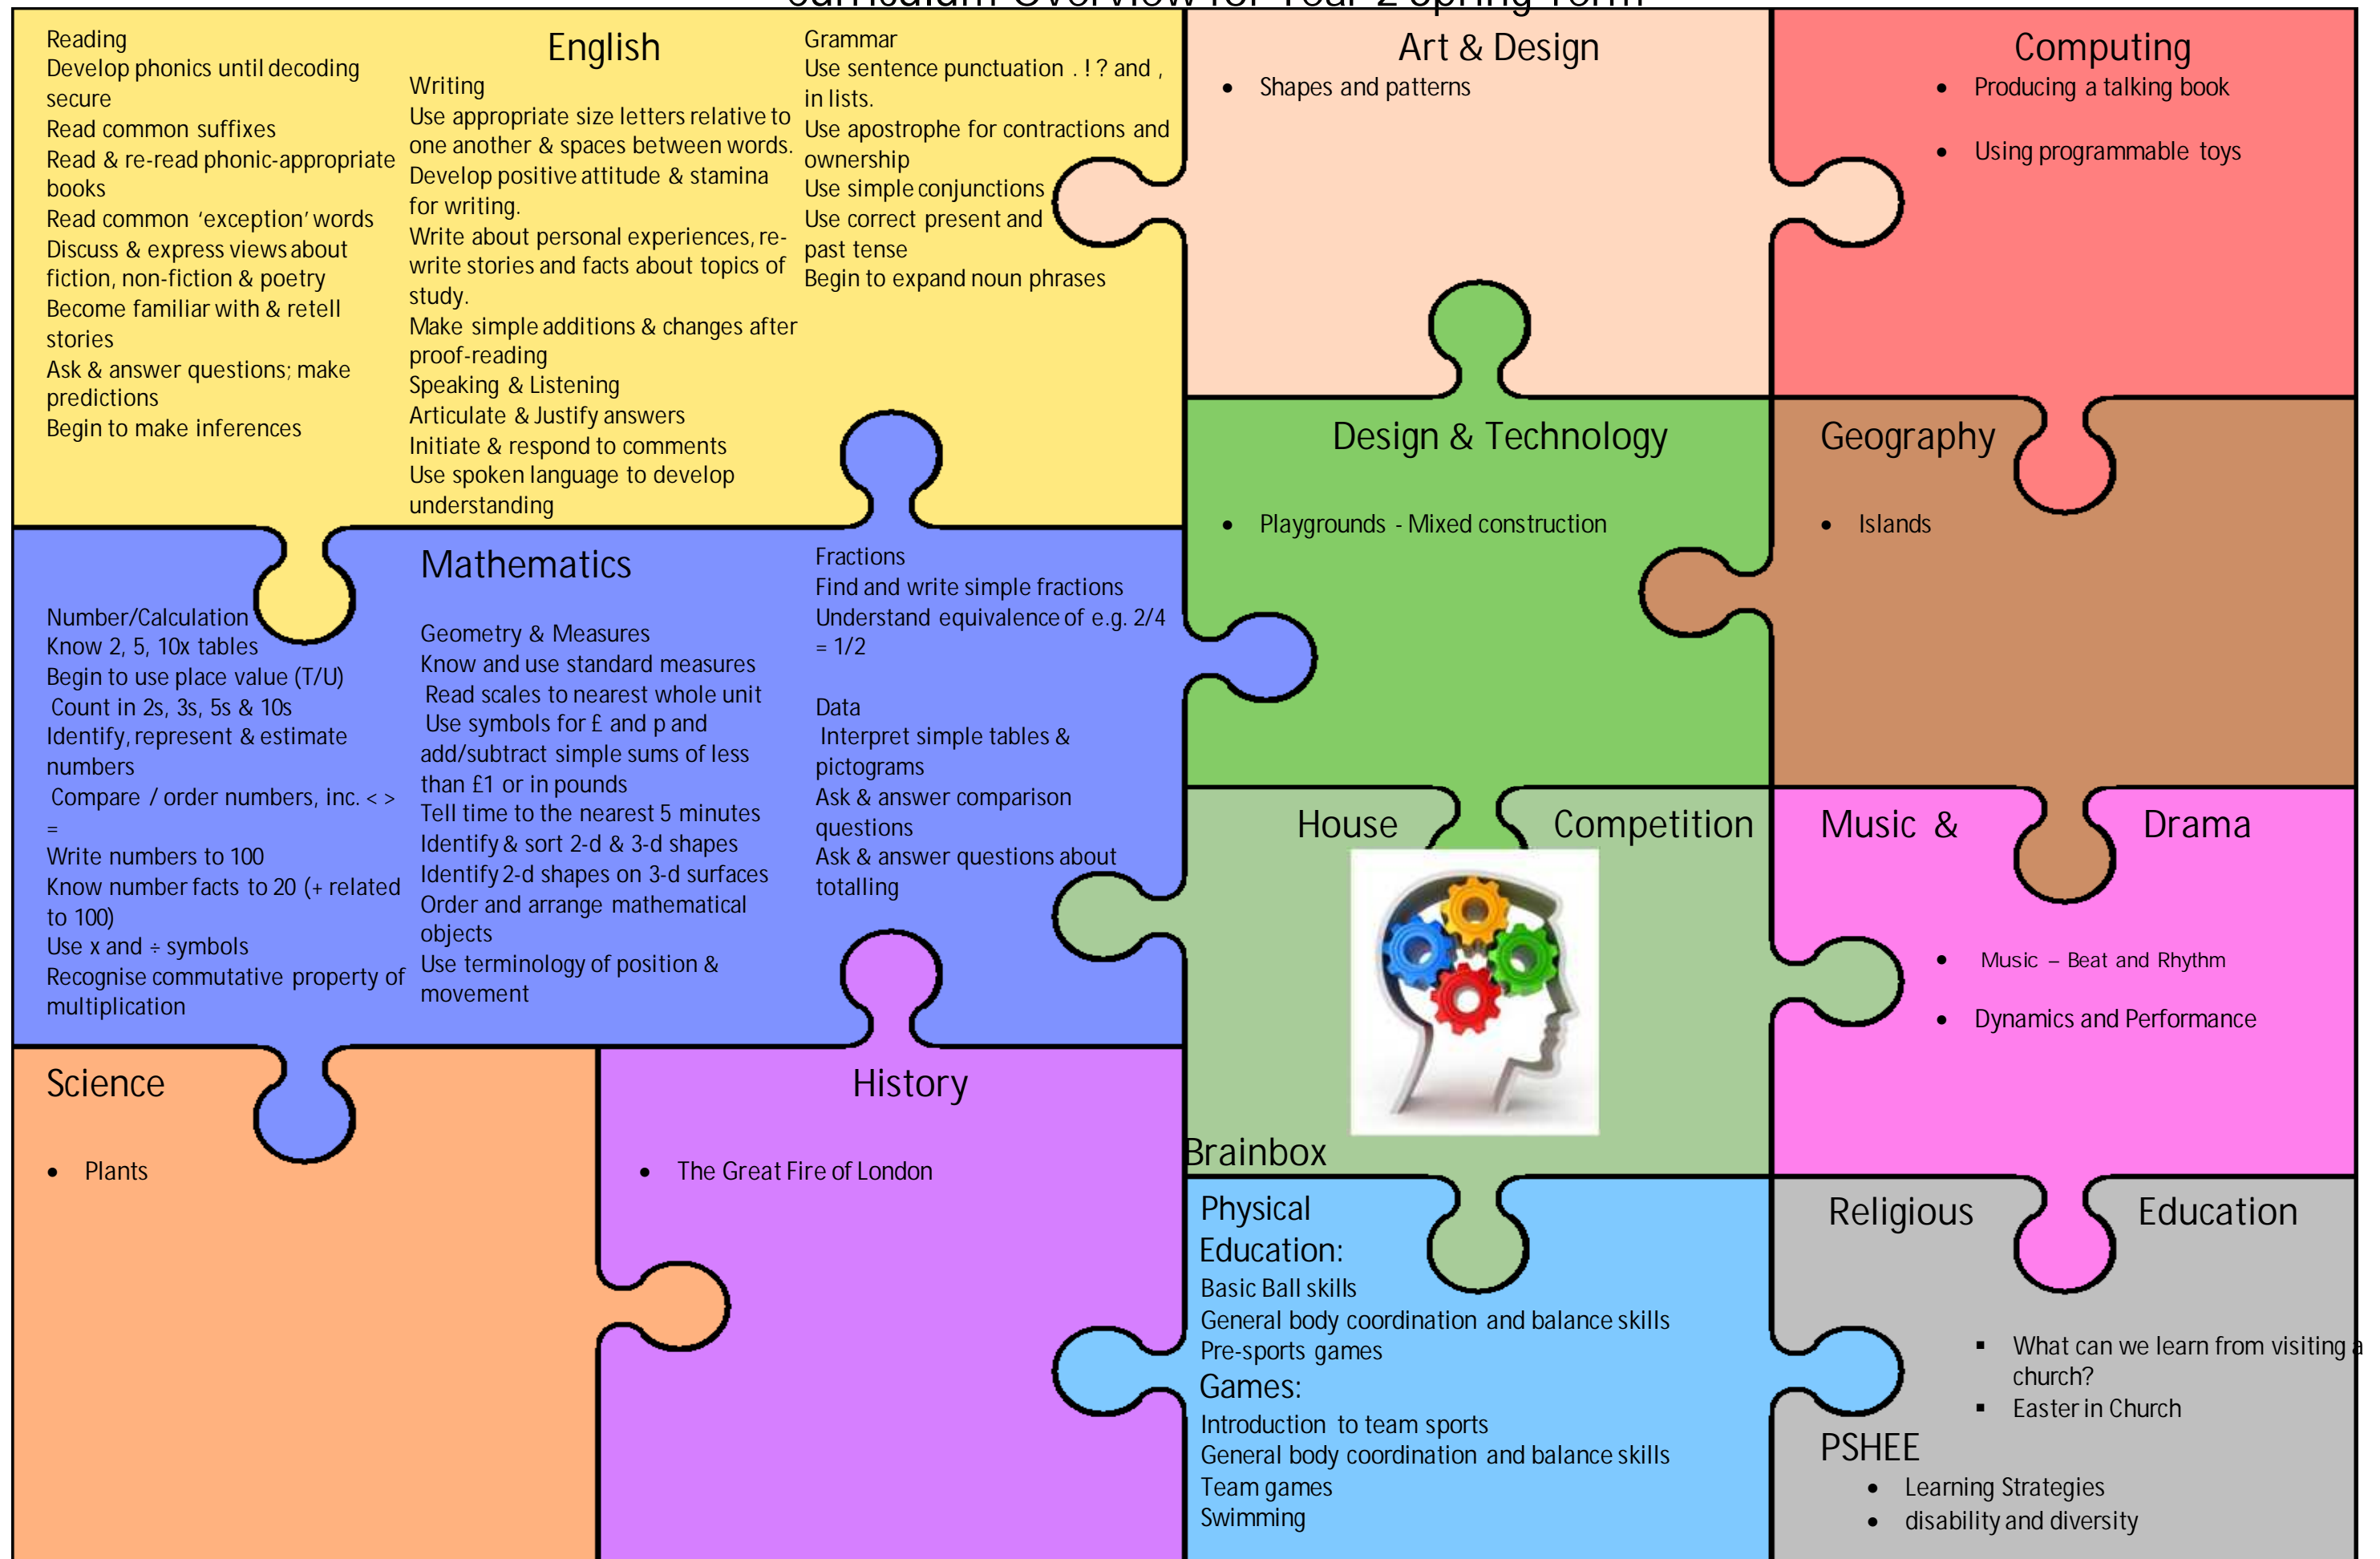 curriculum Overview for Year 2 Spring Term
Reading
Develop phonics until decoding
secure
Read common suffixes
Read & re-read phonic-appropriate
books
Read common ‘exception’ words
Discuss & express views about
fiction, non-fiction & poetry
Become familiar with & retell
stories
Ask & answer questions; make
predictions
Begin to make inferences
English
Writing
Use appropriate size letters relative to
one another & spaces between words.
Develop positive attitude & stamina
for writing.
Write about personal experiences, re-
write stories and facts about topics of
study.
Make simple additions & changes after
proof-reading
Speaking & Listening
Articulate & Justify answers
Initiate & respond to comments
Use spoken language to develop
understanding
Grammar
Use sentence punctuation . ! ? and ,
in lists.
Use apostrophe for contractions and
ownership
Use simple conjunctions
Use correct present and
past tense
Begin to expand noun phrases
Art & Design
• Shapes and patterns
Computing
• Producing a talking book
• Using programmable toys
Design & Technology
• Playgrounds - Mixed construction
Geography
• Islands
Mathematics
Number/Calculation
Know 2, 5, 10x tables
Begin to use place value (T/U)
Count in 2s, 3s, 5s & 10s
Identify, represent & estimate
numbers
Compare / order numbers, inc. < >
=
Write numbers to 100
Know number facts to 20 (+ related
to 100)
Use x and ÷ symbols
Recognise commutative property of
multiplication
Geometry & Measures
Know and use standard measures
Read scales to nearest whole unit
Use symbols for £ and p and
add/subtract simple sums of less
than £1 or in pounds
Tell time to the nearest 5 minutes
Identify & sort 2-d & 3-d shapes
Identify 2-d shapes on 3-d surfaces
Order and arrange mathematical
objects
Use terminology of position &
movement
Fractions
Find and write simple fractions
Understand equivalence of e.g. 2/4
= 1/2
Data
Interpret simple tables &
pictograms
Ask & answer comparison
questions
Ask & answer questions about
totalling
House Competition
Brainbox
Music & Drama
• Music – Beat and Rhythm
• Dynamics and Performance
Science
• Plants
History
• The Great Fire of London
Physical
Education:
Basic Ball skills
General body coordination and balance skills
Pre-sports games
Games:
Introduction to team sports
General body coordination and balance skills
Team games
Swimming
Religious Education
▪ What can we learn from visiting a
church?
▪ Easter in Church
PSHEE
• Learning Strategies
• disability and diversity